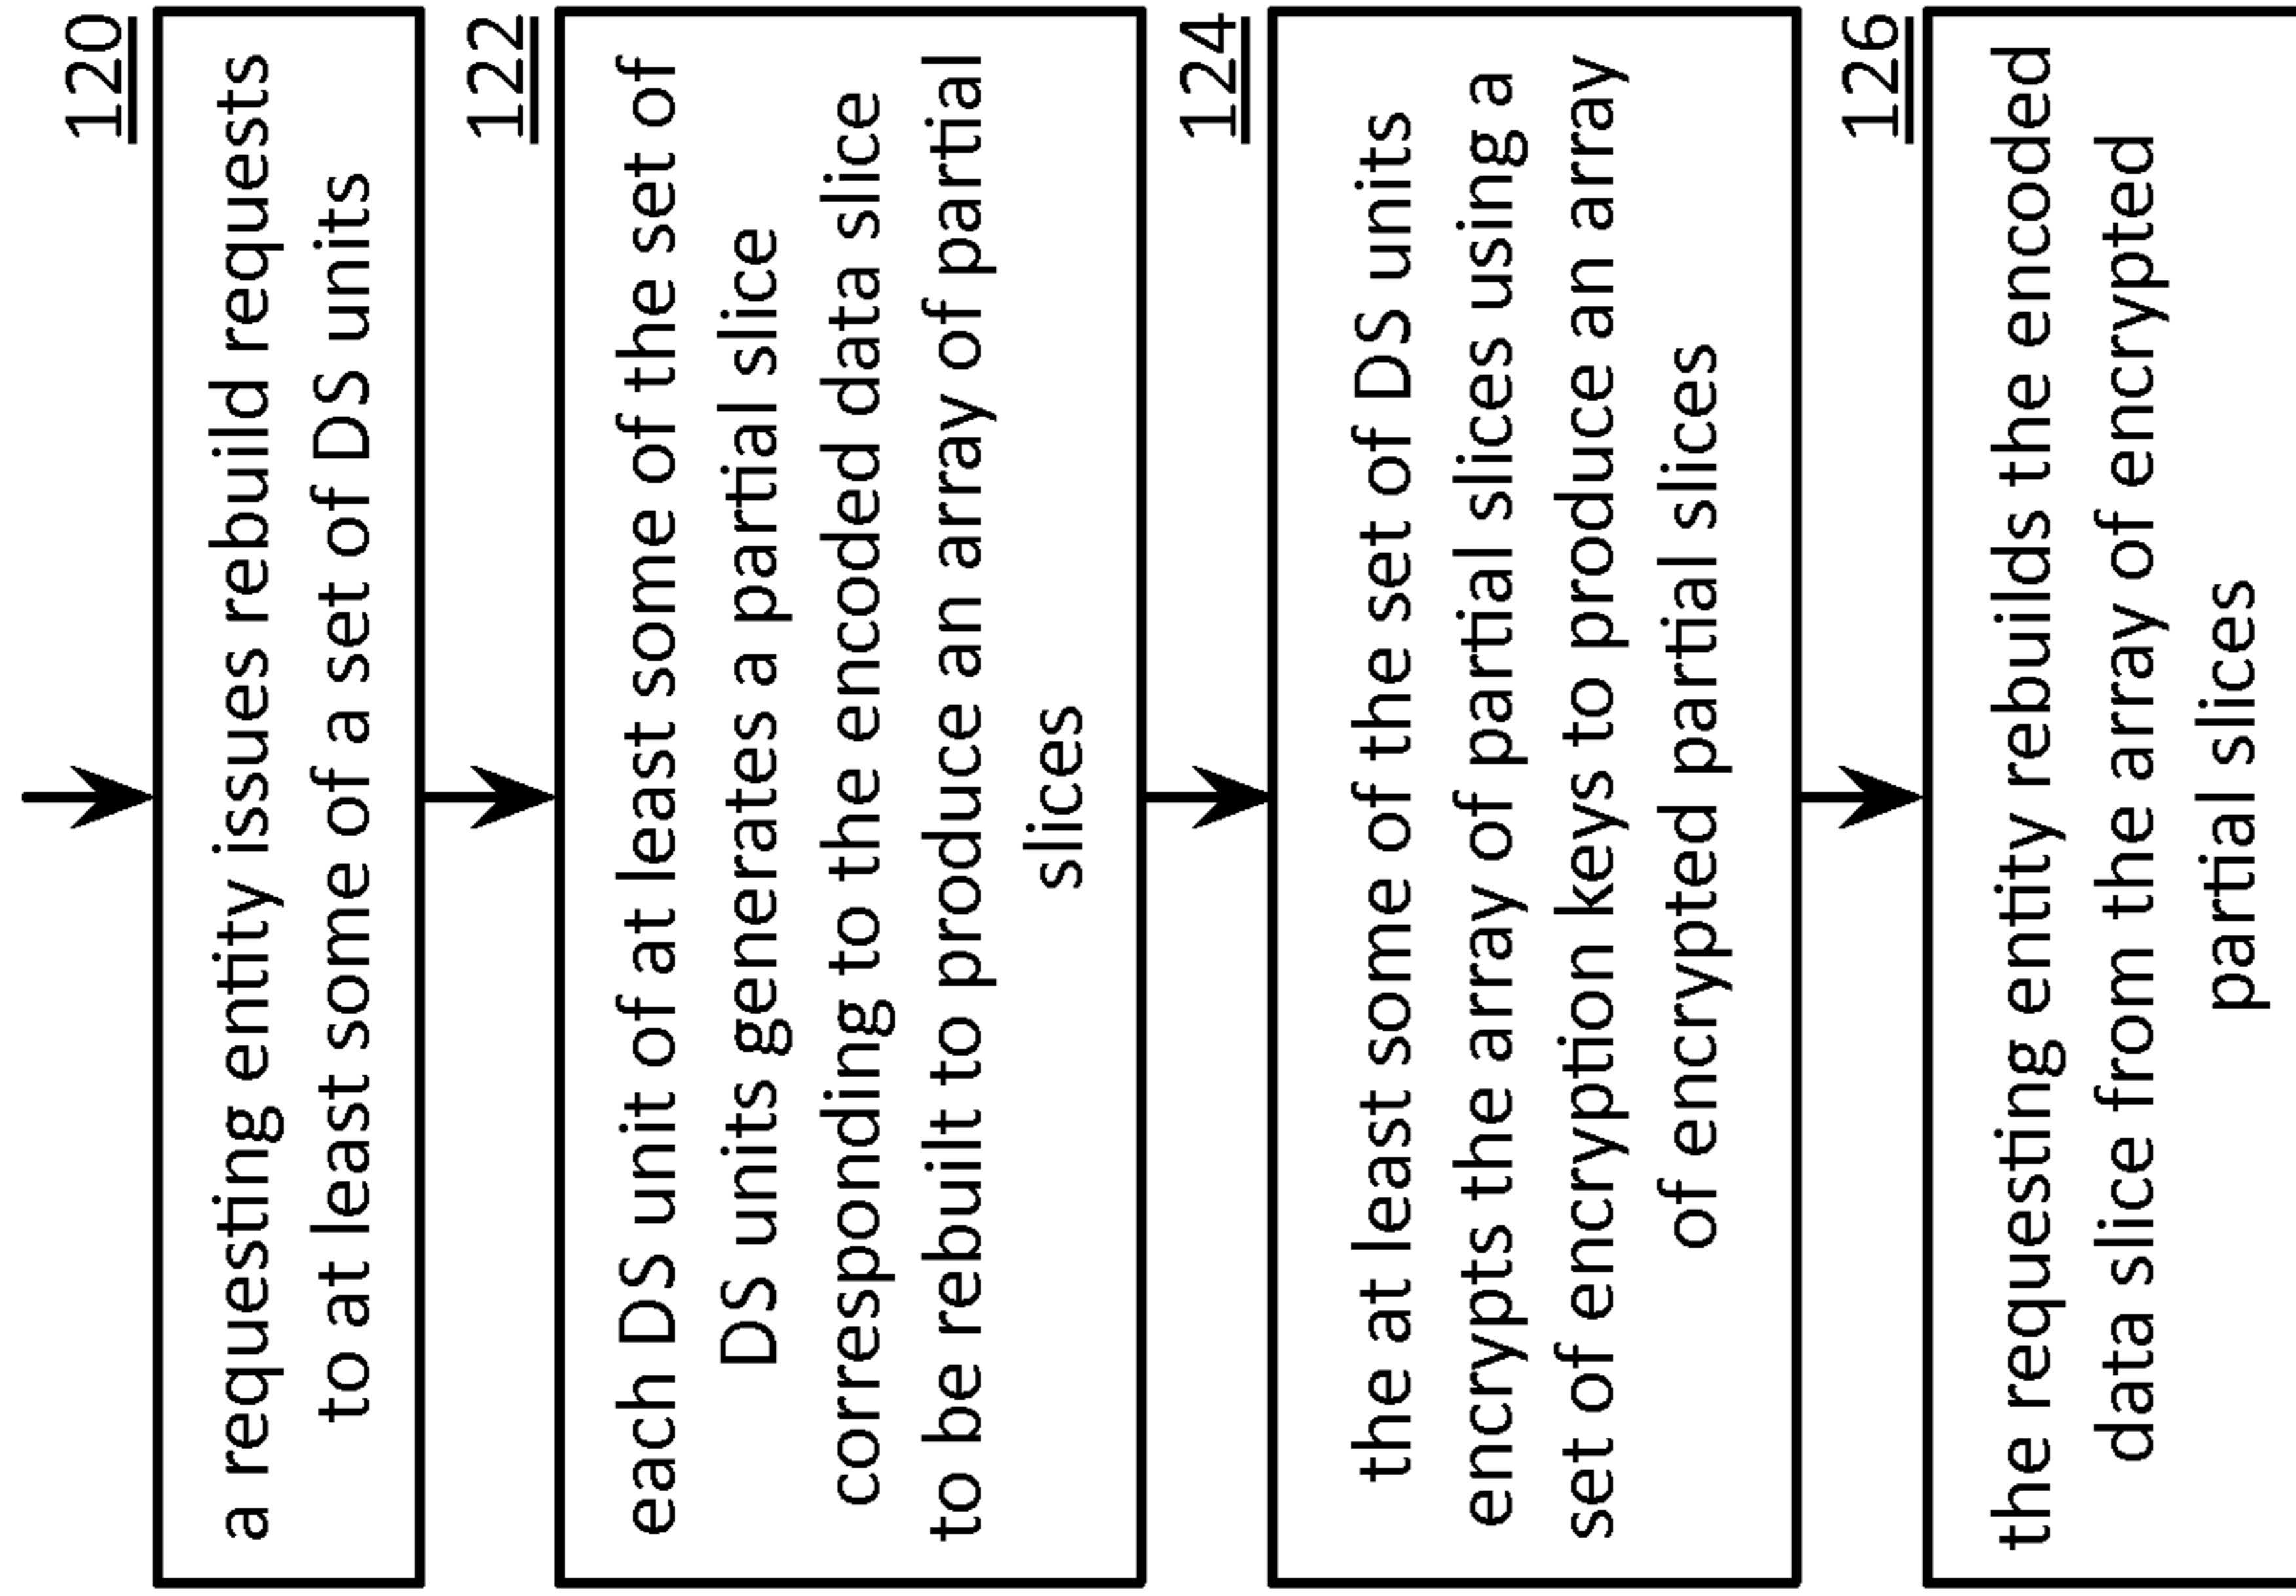 120
a requesting entity issues rebuild requests
to at least some of a set of DS units
122
each DS unit of at least some of the set of
DS units generates a partial slice
corresponding to the encoded data slice
to be rebuilt to produce an array of partial
slices
124
the at least some of the set of DS units
encrypts the array of partial slices using a
set of encryption keys to produce an array
of encrypted partial slices
126
the requesting entity rebuilds the encoded
data slice from the array of encrypted
partial slices